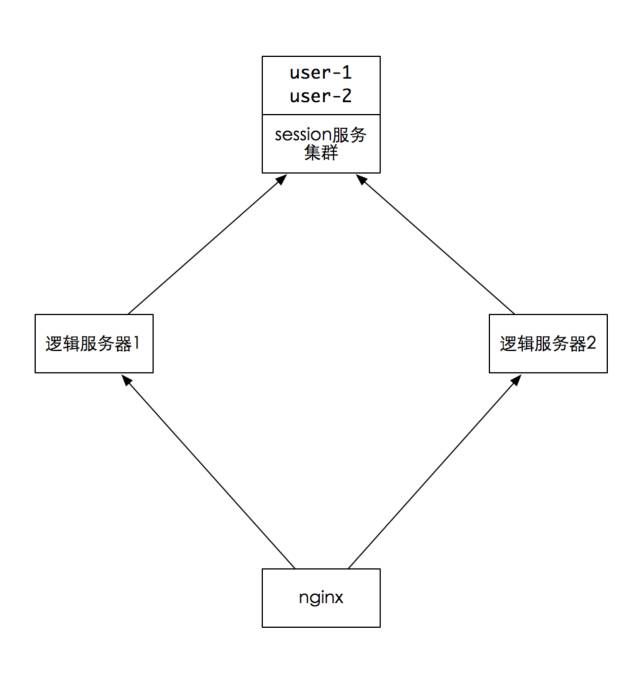 user-1
user-2
session服务
集群
逻辑服务器1
逻辑服务器2
nginx